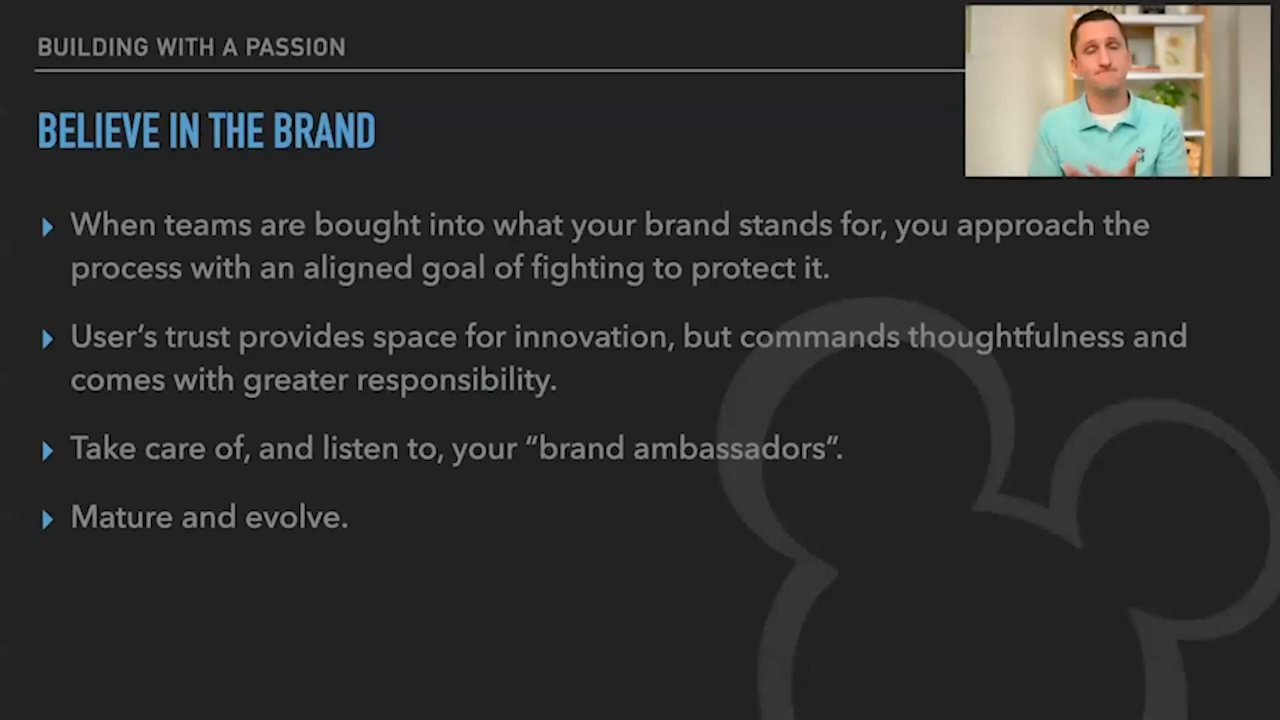 BUILDING WITH A PASSION
BELIEVE IN THE BRAND
When teams are bought into what your brand stands for, you approach the
process with an aligned goal of fighting to protect it.
User’s trust provides space for innovation, but commands thoughtfulness and
comes with greater responsibility.
Take care of, and listen to, your “brand ambassadors”.
Mature and evolve.